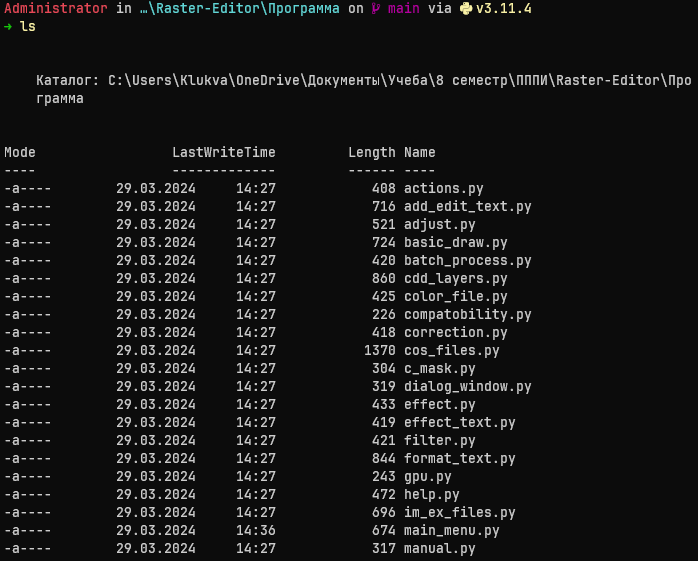 Administrator in …\Raster-Editor\Программа on main via v3.11.4
→ ls
Каталог: C:\Users\Klukva\OneDrive\Документы\Учеба\8 семестр\ПППИ\Raster-Editor\Про
грамма
Mode LastWriteTime Length Name
---- ------------- ------ ----
-a---- 29.03.2024 14:27 408 actions.py
-a---- 29.03.2024 14:27 716 add_edit_text.py
-a---- 29.03.2024 14:27 521 adjust.py
-a---- 29.03.2024 14:27 724 basic_draw.py
-a---- 29.03.2024 14:27 420 batch_process.py
-a---- 29.03.2024 14:27 860 cdd_layers.py
-a---- 29.03.2024 14:27 425 color_file.py
-a---- 29.03.2024 14:27 226 compatobility.py
-a---- 29.03.2024 14:27 418 correction.py
-a---- 29.03.2024 14:27 1370 cos_files.py
-a---- 29.03.2024 14:27 304 c_mask.py
-a---- 29.03.2024 14:27 319 dialog_window.py
-a---- 29.03.2024 14:27 433 effect.py
-a---- 29.03.2024 14:27 419 effect_text.py
-a---- 29.03.2024 14:27 421 filter.py
-a---- 29.03.2024 14:27 844 format_text.py
-a---- 29.03.2024 14:27 243 gpu.py
-a---- 29.03.2024 14:27 472 help.py
-a---- 29.03.2024 14:27 696 im_ex_files.py
-a---- 29.03.2024 14:36 674 main_menu.py
-a---- 29.03.2024 14:27 317 manual.py